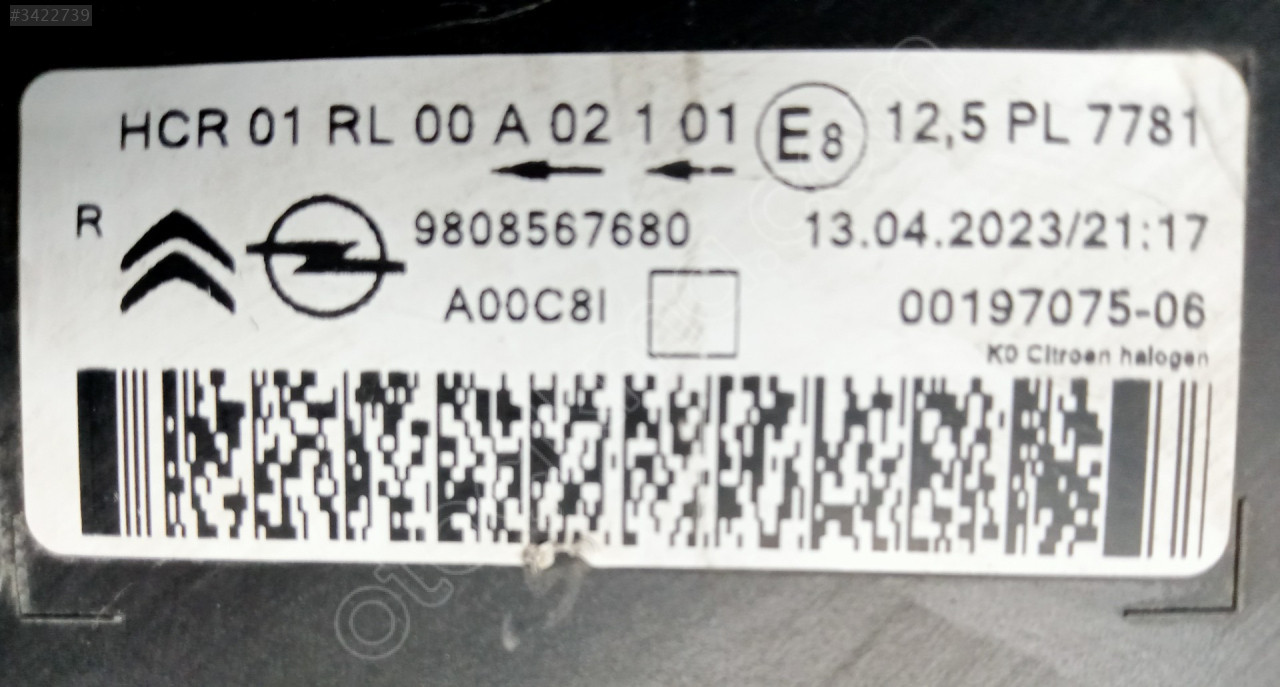 #3422739
HCR 01 RL 00 A 02 1 01 E8 12,5 PL 7781
R 9808567680 13.04.2023/21:17
A00C8I 00197075-06
K0 Citroen halogen